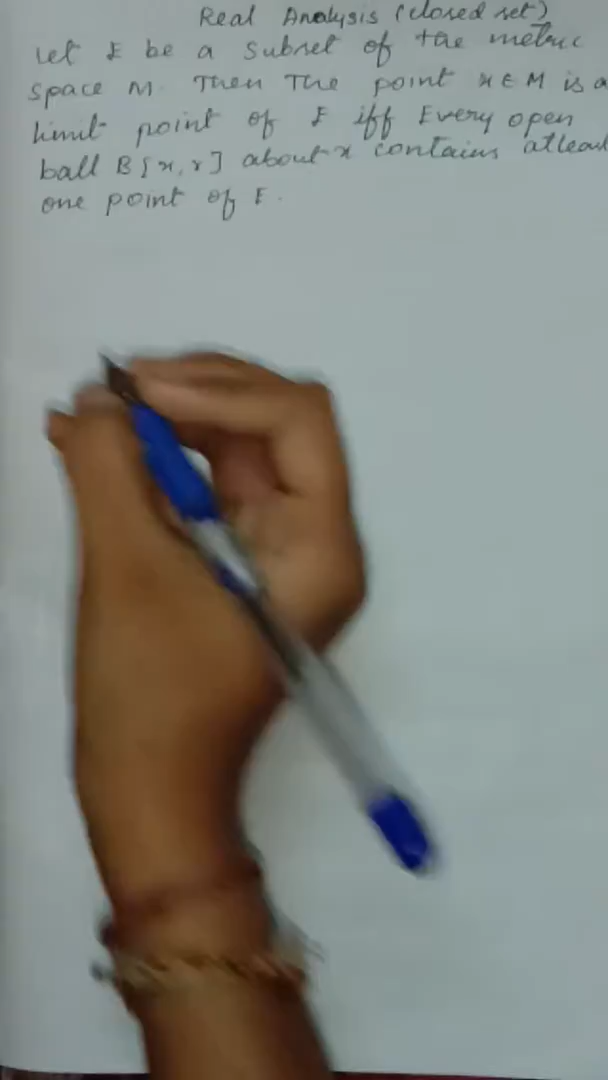 Real Analysis (closed set)
Let E be a subset of the metric
space M. Then The point x ∈ M is a
limit point of E iff Every open
ball B[x, r] about x contains atleast
one point of E.